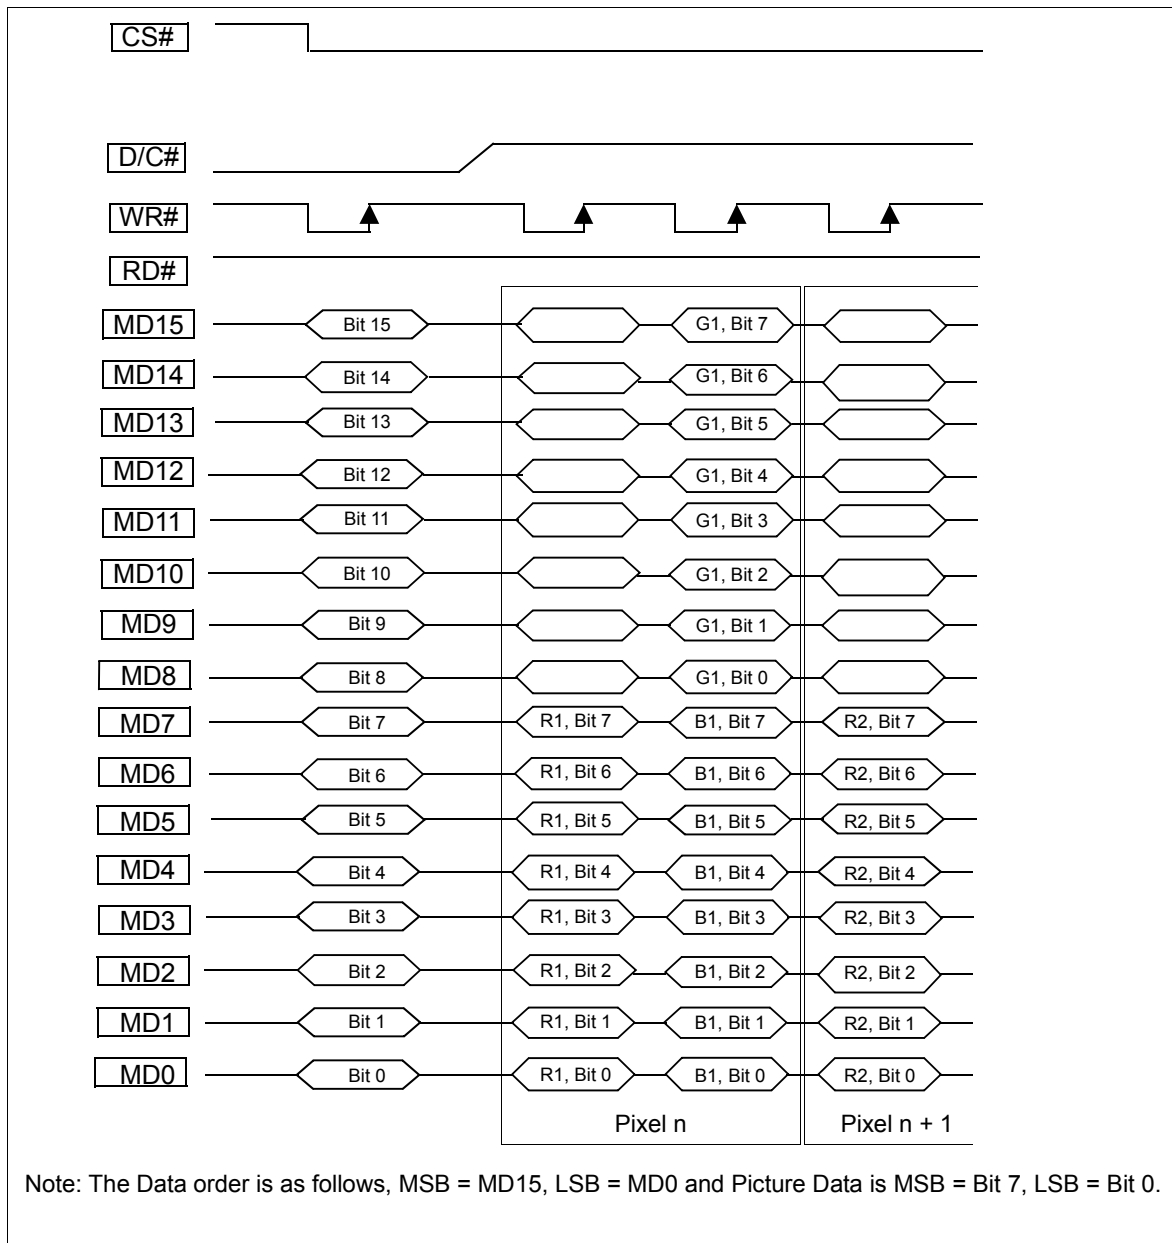 CS#
D/C#
WR#
RD#
MD15 Bit 15 G1, Bit 7
MD14 Bit 14 G1, Bit 6
MD13 Bit 13 G1, Bit 5
MD12 Bit 12 G1, Bit 4
MD11 Bit 11 G1, Bit 3
MD10 Bit 10 G1, Bit 2
MD9 Bit 9 G1, Bit 1
MD8 Bit 8 G1, Bit 0
MD7 Bit 7 R1, Bit 7 B1, Bit 7 R2, Bit 7
MD6 Bit 6 R1, Bit 6 B1, Bit 6 R2, Bit 6
MD5 Bit 5 R1, Bit 5 B1, Bit 5 R2, Bit 5
MD4 Bit 4 R1, Bit 4 B1, Bit 4 R2, Bit 4
MD3 Bit 3 R1, Bit 3 B1, Bit 3 R2, Bit 3
MD2 Bit 2 R1, Bit 2 B1, Bit 2 R2, Bit 2
MD1 Bit 1 R1, Bit 1 B1, Bit 1 R2, Bit 1
MD0 Bit 0 R1, Bit 0 B1, Bit 0 R2, Bit 0
Pixel n Pixel n + 1
Note: The Data order is as follows, MSB = MD15, LSB = MD0 and Picture Data is MSB = Bit 7, LSB = Bit 0.